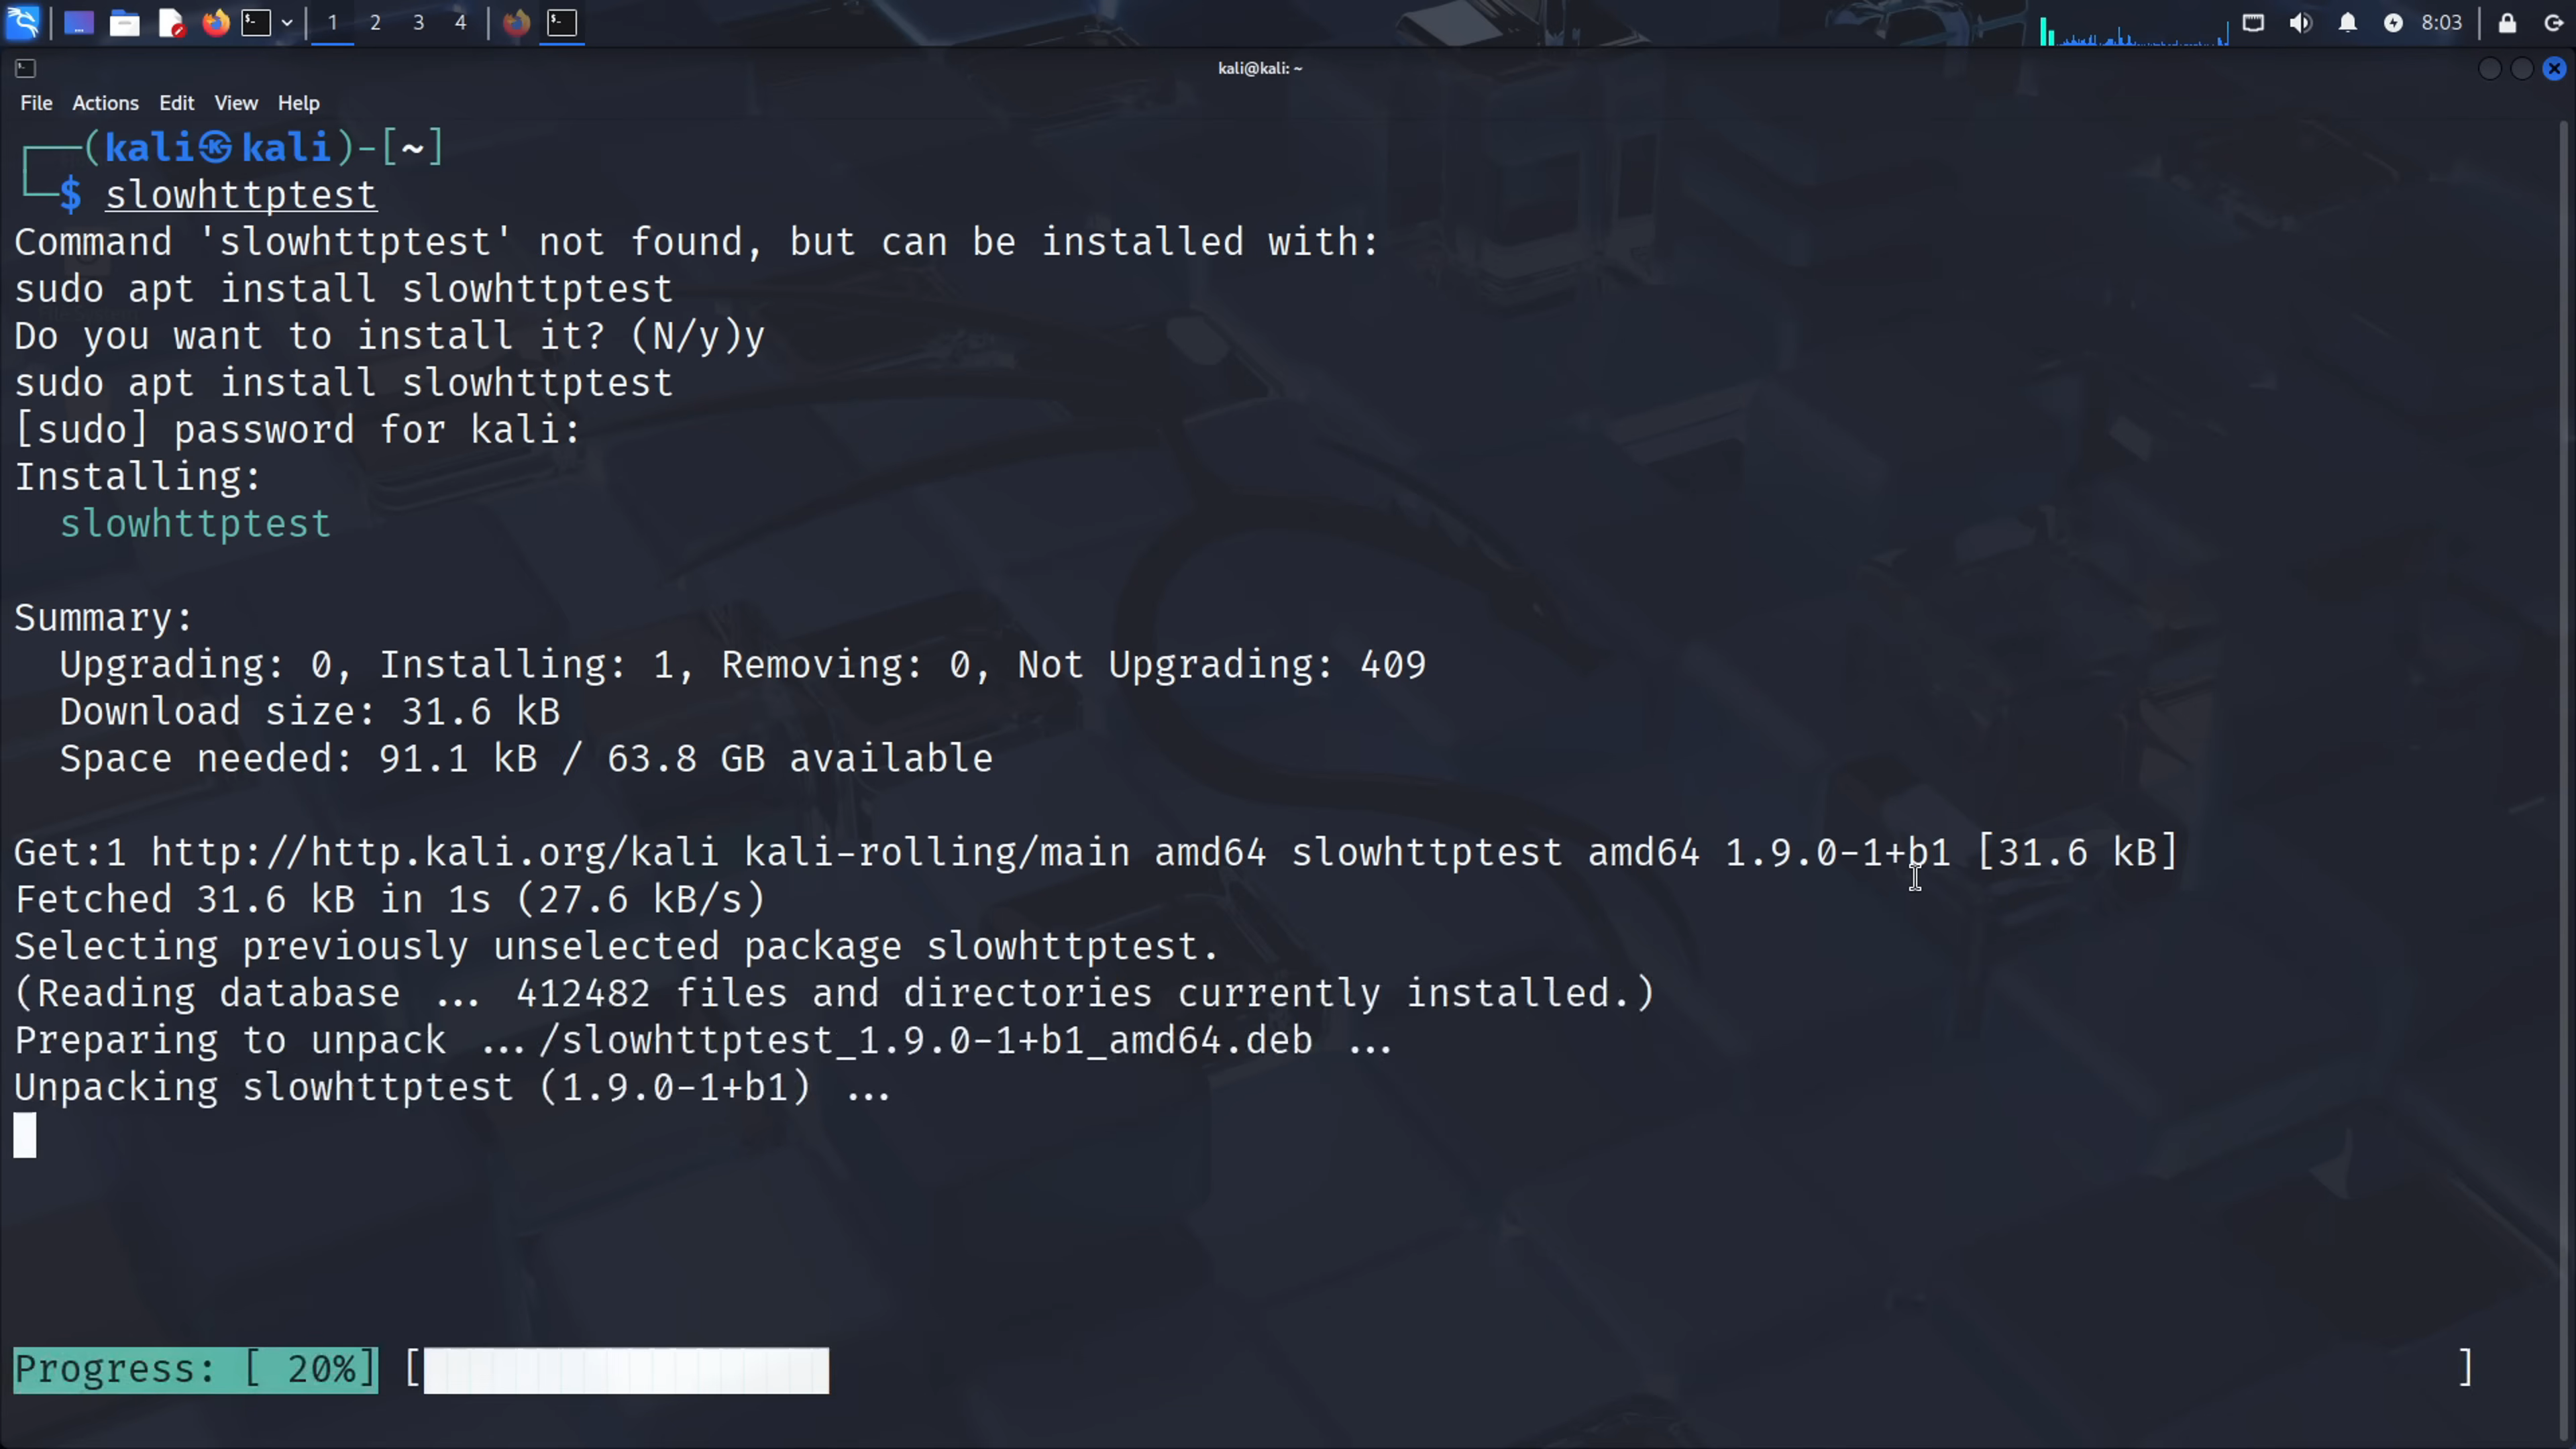 1 2 3 4 8:03
kali@kali: ~
File Actions Edit View Help
┌──(kali㉿kali)-[~]
└─$ slowhttptest
Command 'slowhttptest' not found, but can be installed with:
sudo apt install slowhttptest
Do you want to install it? (N/y)y
sudo apt install slowhttptest
[sudo] password for kali:
Installing:
  slowhttptest
Summary:
  Upgrading: 0, Installing: 1, Removing: 0, Not Upgrading: 409
  Download size: 31.6 kB
  Space needed: 91.1 kB / 63.8 GB available
Get:1 http://http.kali.org/kali kali-rolling/main amd64 slowhttptest amd64 1.9.0-1+b1 [31.6 kB]
Fetched 31.6 kB in 1s (27.6 kB/s)
Selecting previously unselected package slowhttptest.
(Reading database ... 412482 files and directories currently installed.)
Preparing to unpack .../slowhttptest_1.9.0-1+b1_amd64.deb ...
Unpacking slowhttptest (1.9.0-1+b1) ...
Progress: [ 20%] [ ]